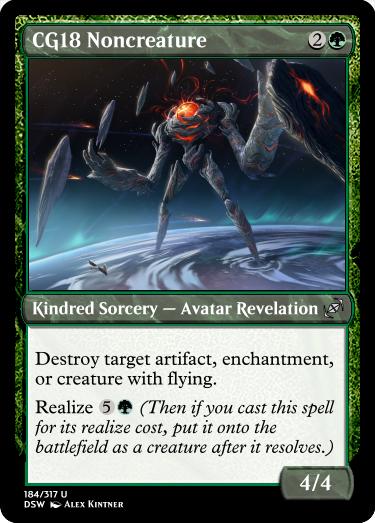 CG18 Noncreature 2
Kindred Sorcery — Avatar Revelation
Destroy target artifact, enchantment,
or creature with flying.
Realize 5 (Then if you cast this spell
for its realize cost, put it onto the
battlefield as a creature after it resolves.)
4/4
184/317 U
DSW Alex Kintner